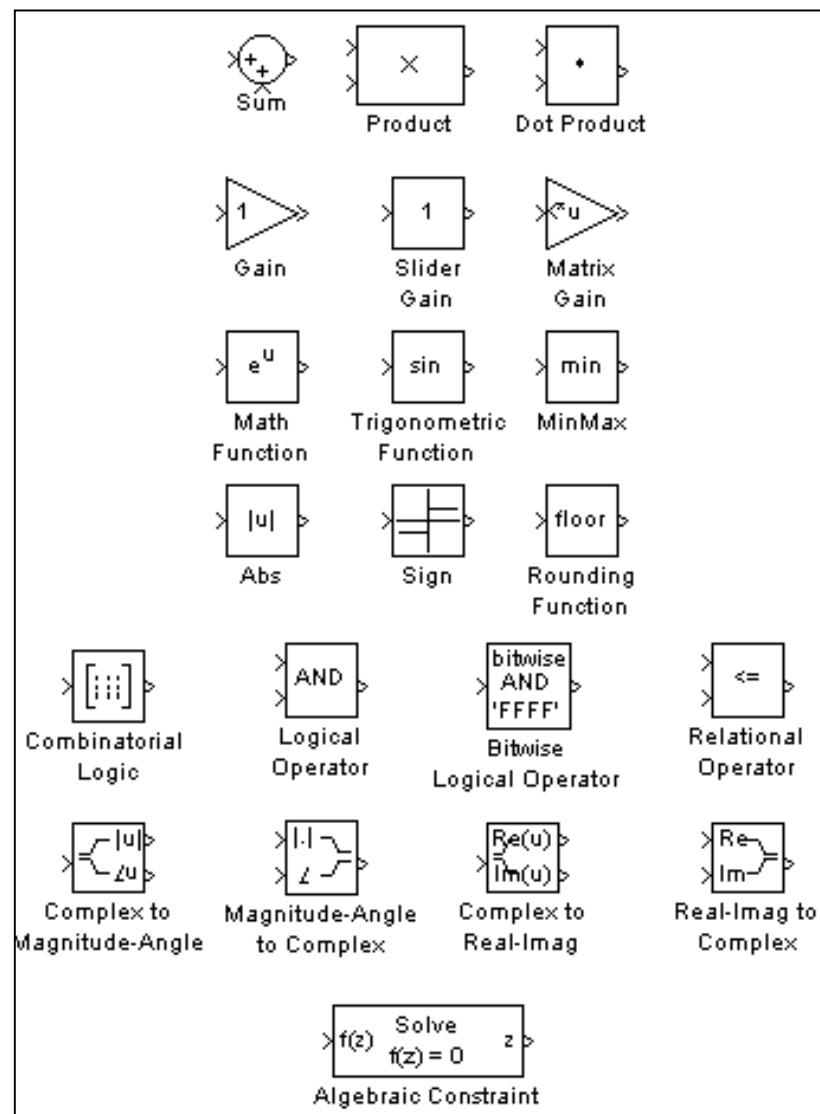 + +
Sum
×
Product
•
Dot Product
1
Gain
1
Slider
Gain
u
Matrix
Gain
e^u
Math
Function
sin
Trigonometric
Function
min
MinMax
|u|
Abs
Sign
floor
Rounding
Function
Combinatorial
Logic
AND
Logical
Operator
bitwise
AND
'FFFF'
Bitwise
Logical Operator
<=
Relational
Operator
|u|
∠u
Complex to
Magnitude-Angle
|.|
∠
Magnitude-Angle
to Complex
Re(u)
Im(u)
Complex to
Real-Imag
Re
Im
Real-Imag to
Complex
f(z) Solve z
f(z) = 0
Algebraic Constraint